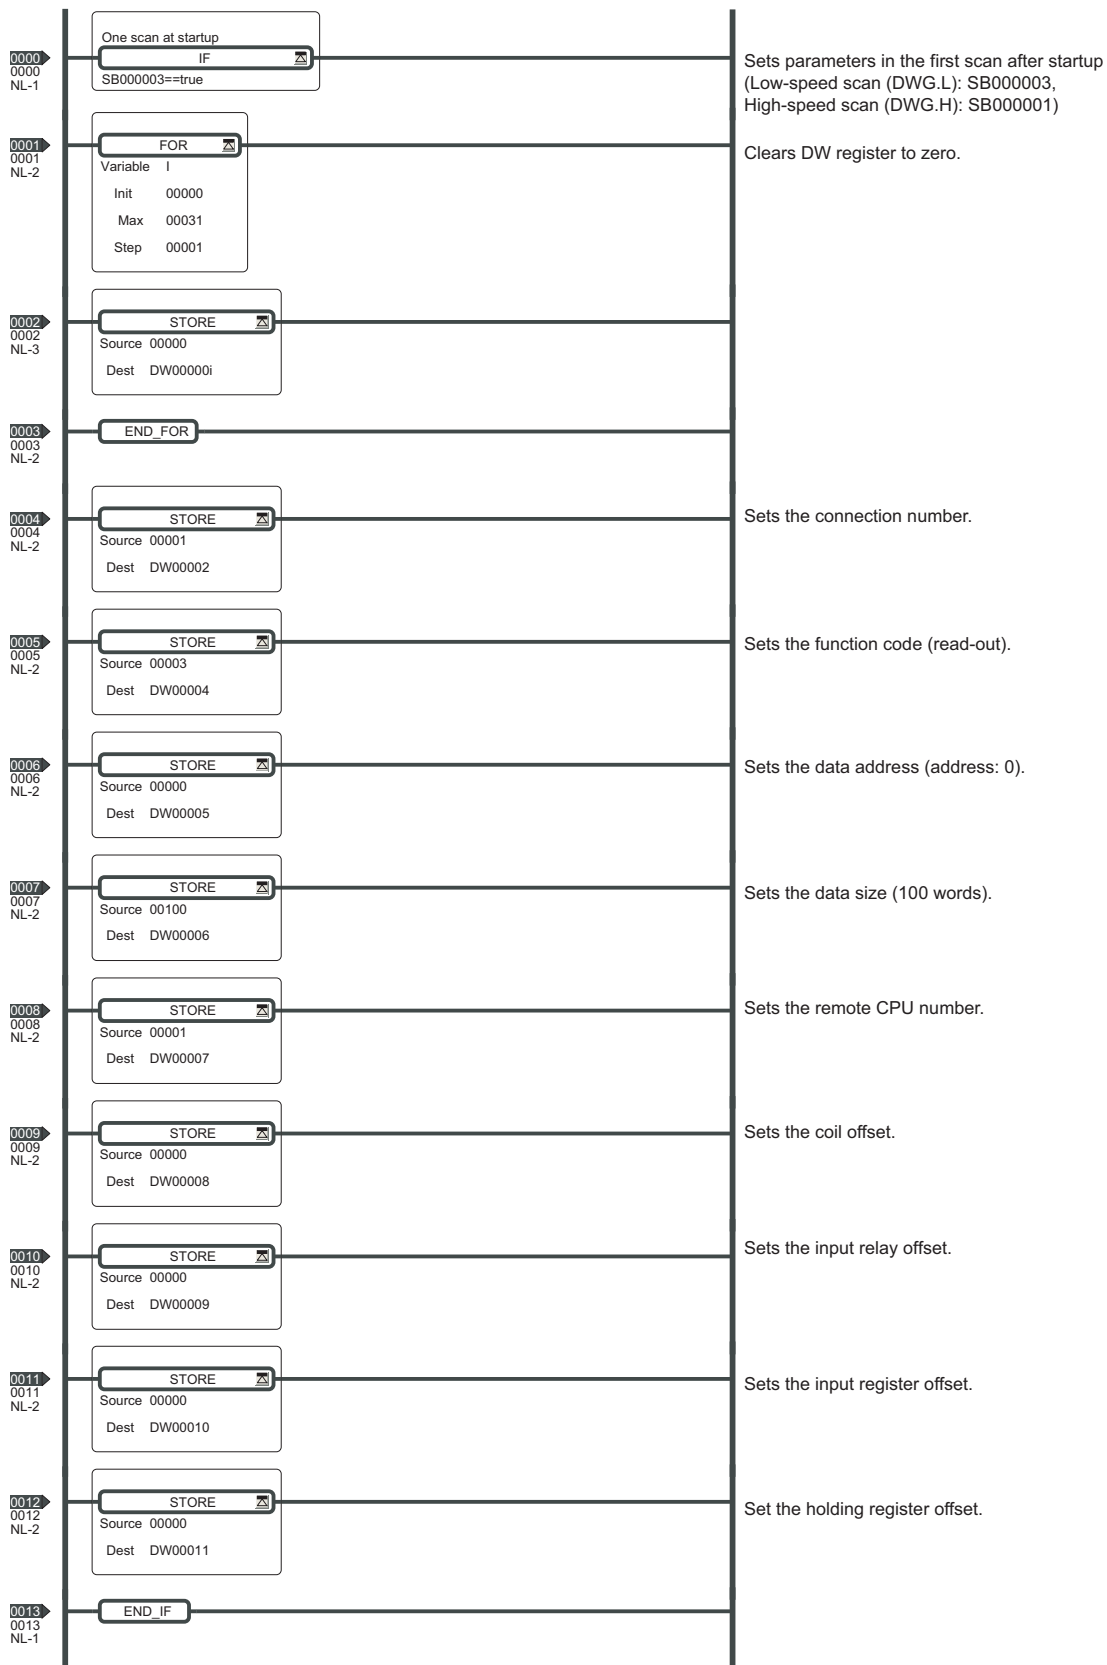 One scan at startup
0000
IF
0000
NL-1
SB000003==true
Sets parameters in the first scan after startup
(Low-speed scan (DWG.L): SB000003,
High-speed scan (DWG.H): SB000001)
0001
FOR
0001
NL-2
Variable I
Init 00000
Max 00031
Step 00001
Clears DW register to zero.
0002
STORE
0002
NL-3
Source 00000
Dest DW00000i
0003
END_FOR
0003
NL-2
0004
STORE
0004
NL-2
Source 00001
Dest DW00002
Sets the connection number.
0005
STORE
0005
NL-2
Source 00003
Dest DW00004
Sets the function code (read-out).
0006
STORE
0006
NL-2
Source 00000
Dest DW00005
Sets the data address (address: 0).
0007
STORE
0007
NL-2
Source 00100
Dest DW00006
Sets the data size (100 words).
0008
STORE
0008
NL-2
Source 00001
Dest DW00007
Sets the remote CPU number.
0009
STORE
0009
NL-2
Source 00000
Dest DW00008
Sets the coil offset.
0010
STORE
0010
NL-2
Source 00000
Dest DW00009
Sets the input relay offset.
0011
STORE
0011
NL-2
Source 00000
Dest DW00010
Sets the input register offset.
0012
STORE
0012
NL-2
Source 00000
Dest DW00011
Set the holding register offset.
0013
END_IF
0013
NL-1